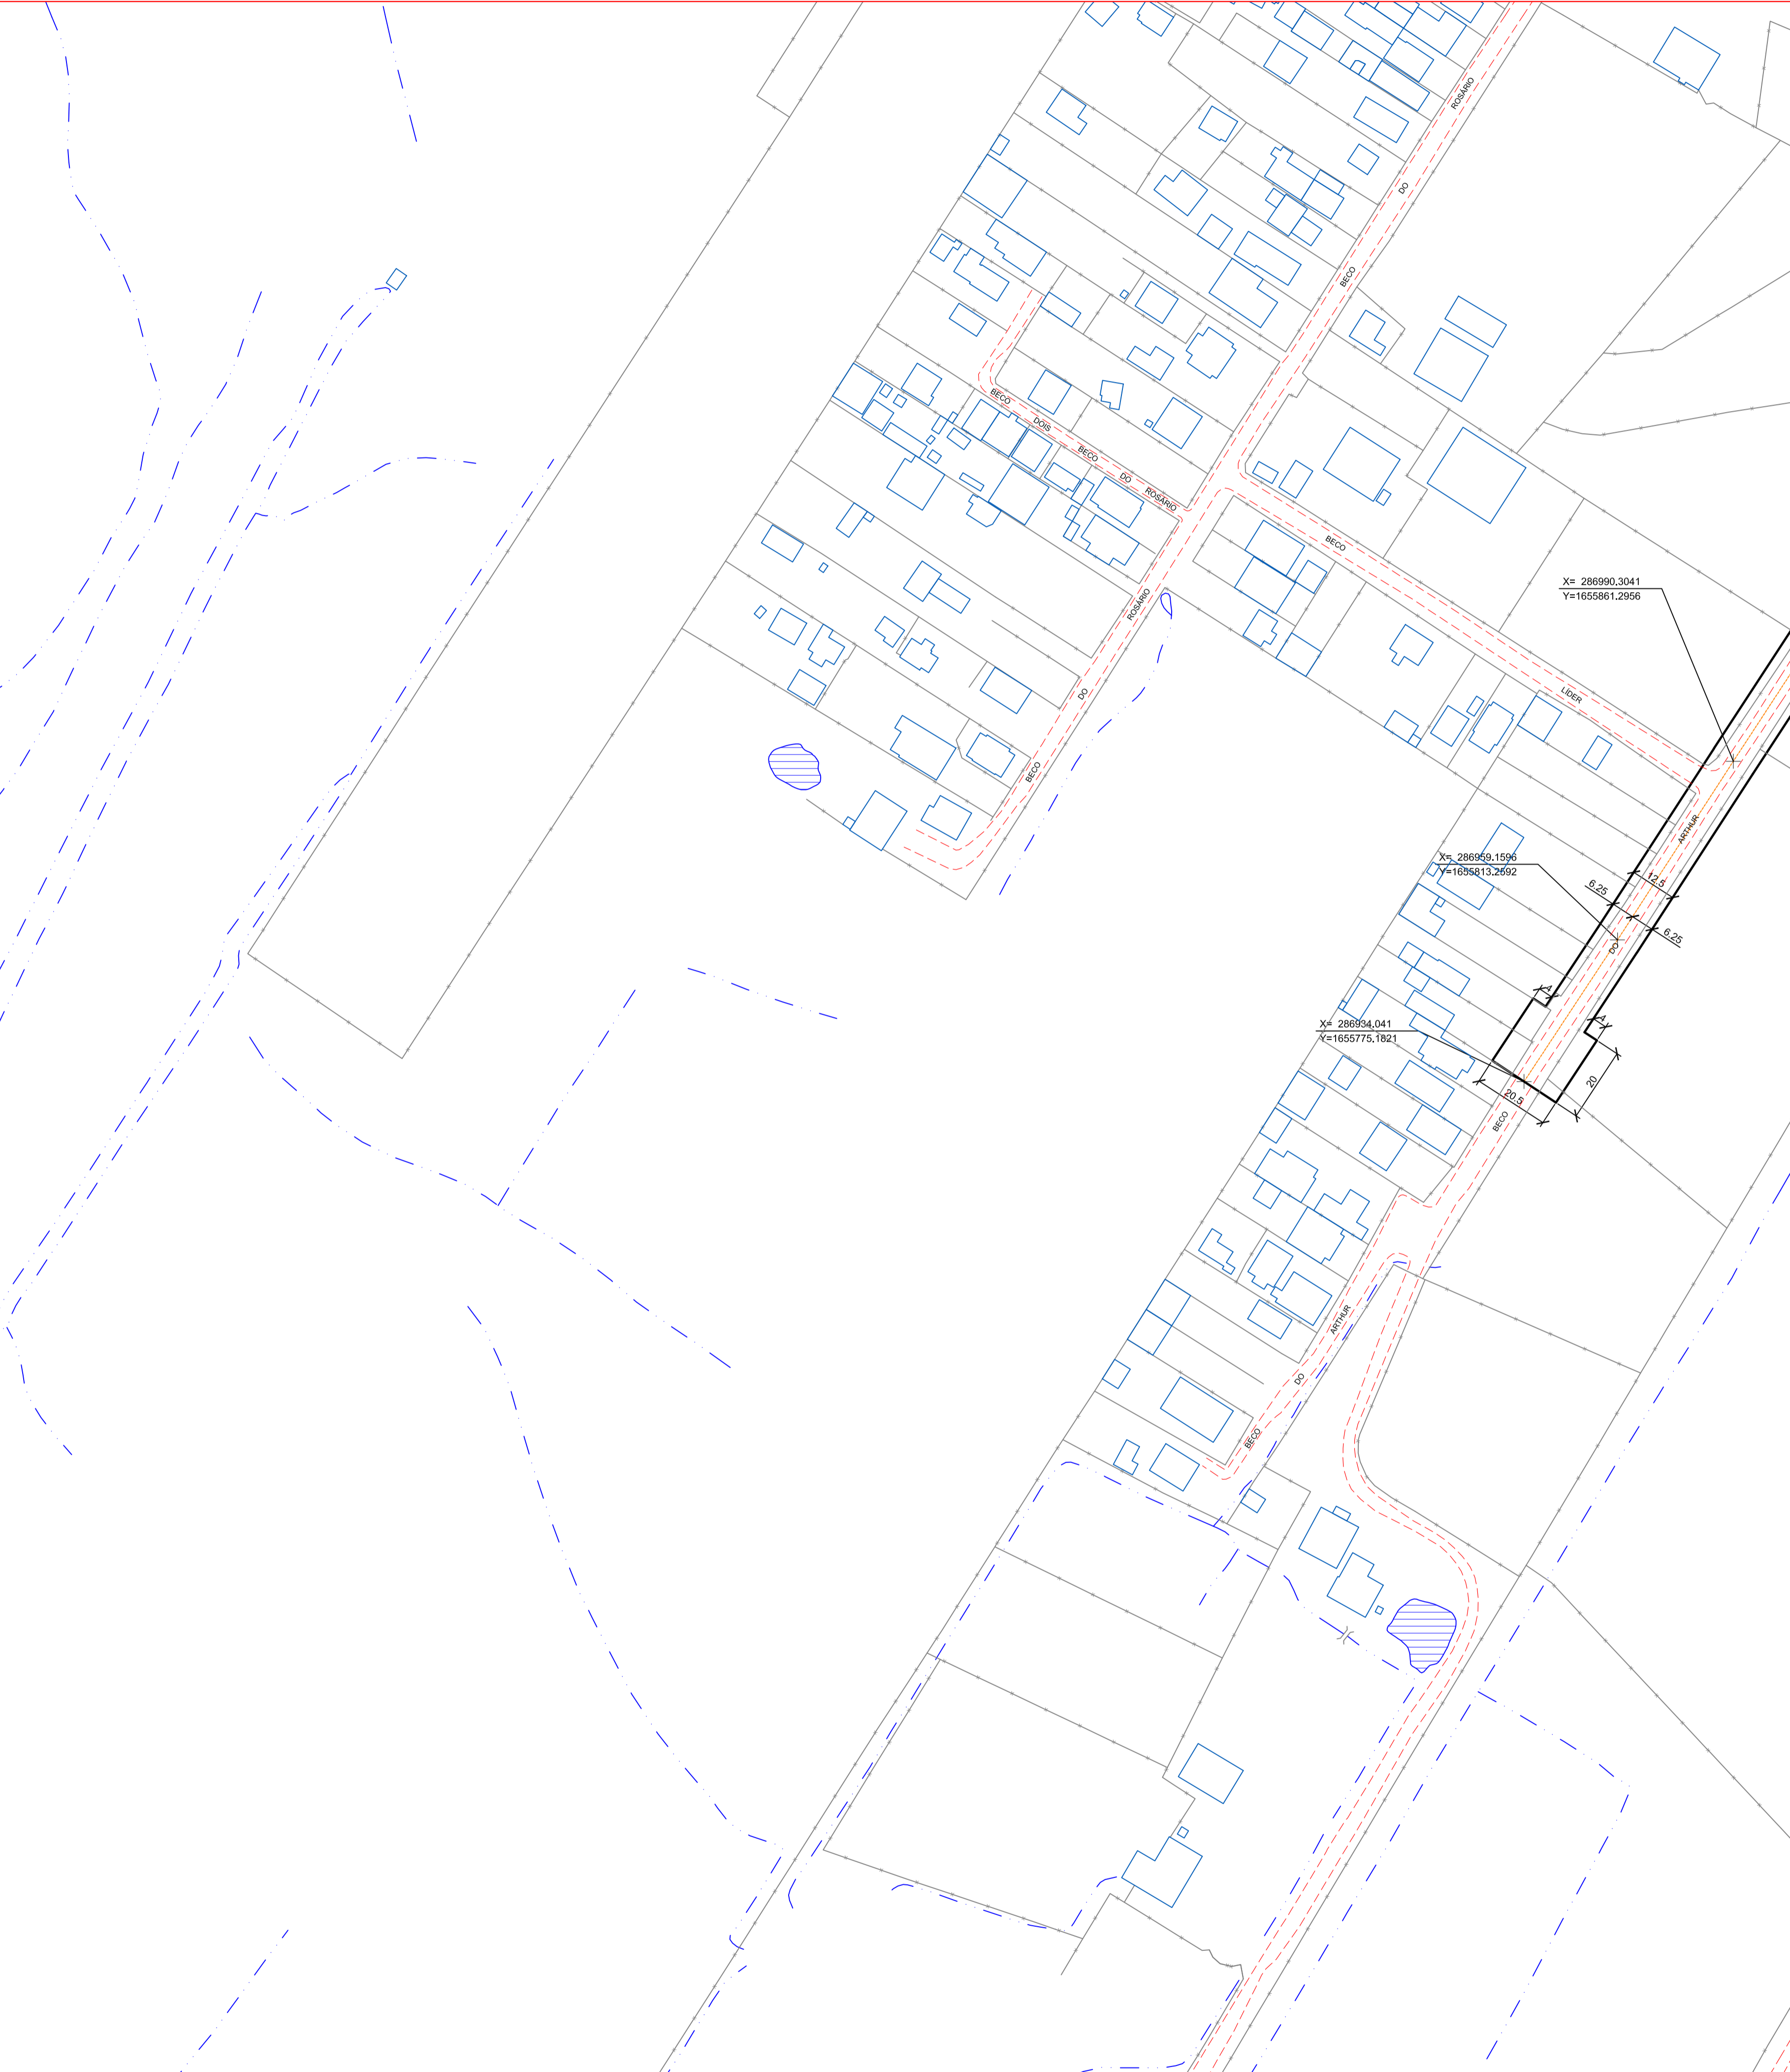 ROSÁRIO
DO
BECO
BECO
DOIS
BECO
DO
ROSÁRIO
BECO
ROSÁRIO
X= 286990.3041
Y=1655861.2956
DO
LÍDER
BECO
ARTHUR
X= 286959.1596
Y=1655813.2592
12.5
6.25
6.25
DO
4
X= 286934.041
Y=1655775.1821
4
20
20.5
BECO
ARTHUR
DO
BECO